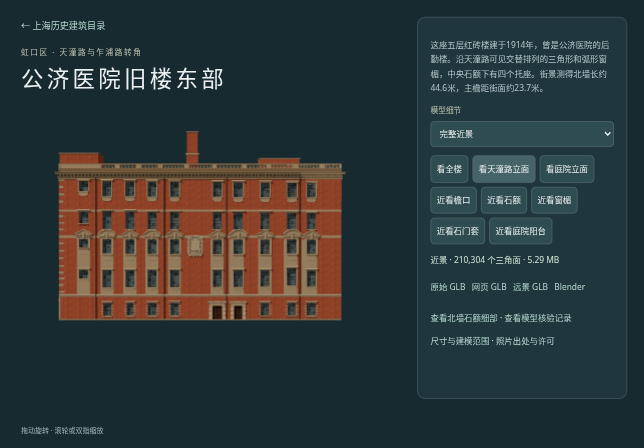 ← 上海历史建筑目录
虹口区 · 天潼路与乍浦路转角
公济医院旧楼东部
这座五层红砖楼建于1914年，曾是公济医院的后
勤楼。沿天潼路可见交替排列的三角形和弧形窗
楣，中央石额下有四个托座。街景测得北墙长约
44.6米，主檐距街面约23.7米。
模型细节
完整近景
看全楼 看天潼路立面 看庭院立面
近看檐口 近看石额 近看窗楣
近看石门套 近看庭院阳台
近景 · 210,304 个三角面 · 5.29 MB
原始 GLB 网页 GLB 远景 GLB Blender
查看北墙石额细部 · 查看模型核验记录
尺寸与建模范围 · 照片出处与许可
拖动旋转 · 滚轮或双指缩放